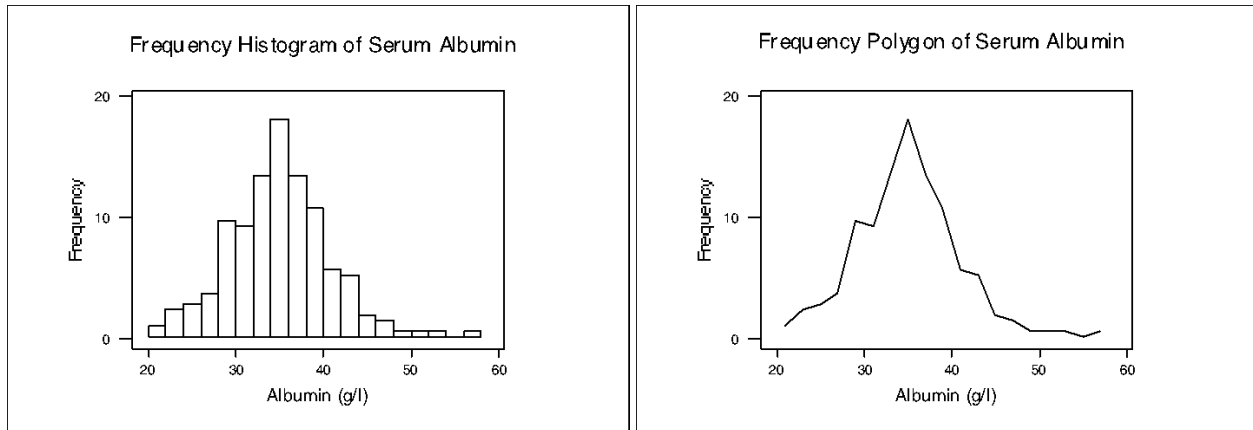 Frequency Histogram of Serum Albumin
20
10
0
Frequency
20 30 40 50 60
Albumin (g/l)
Frequency Polygon of Serum Albumin
20
10
0
Frequency
20 30 40 50 60
Albumin (g/l)